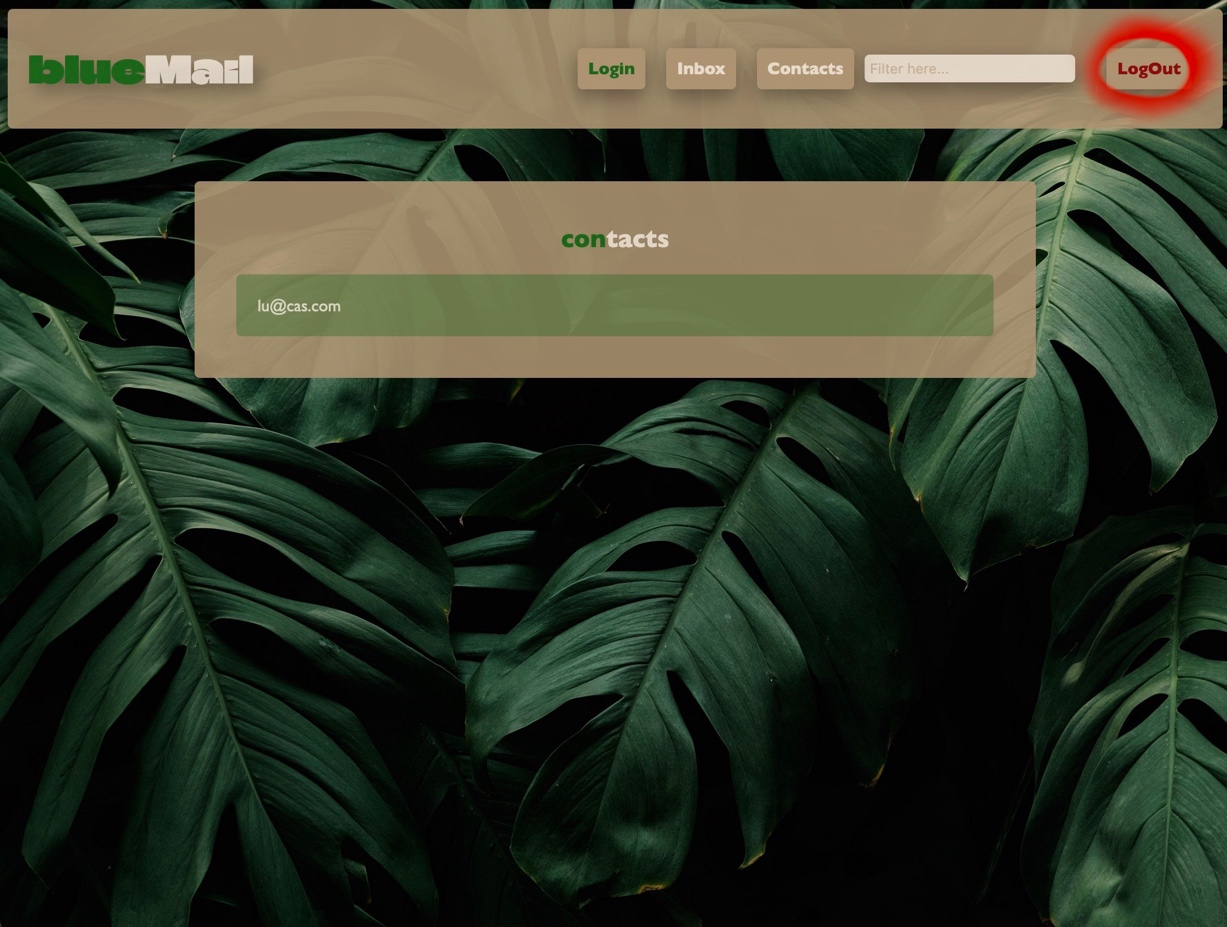 blueMail
Login Inbox Contacts Filter here... LogOut
contacts
lu@cas.com